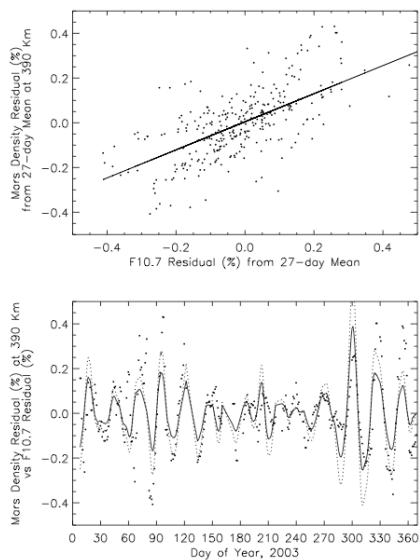 Mars Density Residual (%)
from 27-day Mean at 390 Km
0.4
0.2
0.0
-0.2
-0.4
-0.4 -0.2 0.0 0.2 0.4
F10.7 Residual (%) from 27-day Mean
Mars Density Residual (%) at 390 Km
vs F10.7 Residual (%)
0.4
0.2
0.0
-0.2
-0.4
0 30 60 90 120 150 180 210 240 270 300 330 360
Day of Year, 2003